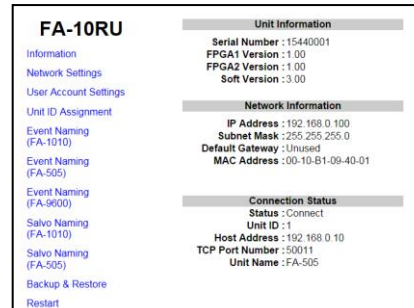 FA-10RU
Information
Network Settings
User Account Settings
Unit ID Assignment
Event Naming
(FA-1010)
Event Naming
(FA-505)
Event Naming
(FA-9600)
Salvo Naming
(FA-1010)
Salvo Naming
(FA-505)
Backup & Restore
Restart
Unit Information
Serial Number : 15440001
FPGA1 Version : 1.00
FPGA2 Version : 1.00
Soft Version : 3.00
Network Information
IP Address : 192.168.0.100
Subnet Mask : 255.255.255.0
Default Gateway : Unused
MAC Address : 00-10-B1-09-40-01
Connection Status
Status : Connect
Unit ID : 1
Host Address : 192.168.0.10
TCP Port Number : 50011
Unit Name : FA-505